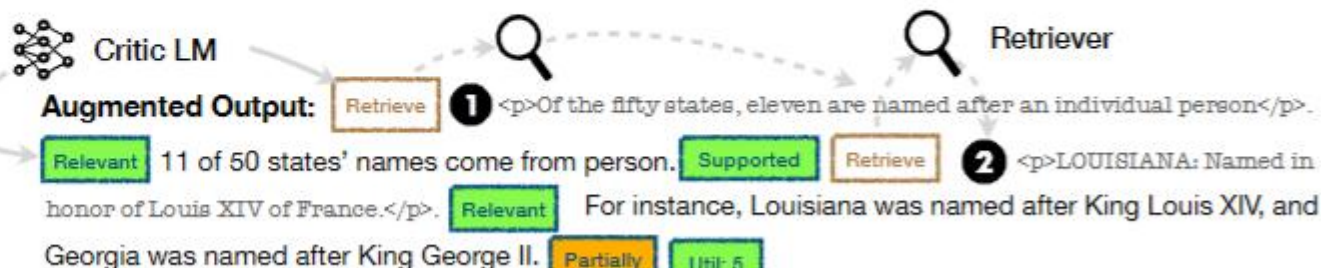 Critic LM Retriever
Augmented Output: Retrieve 1 <p>Of the fifty states, eleven are named after an individual person</p>.
Relevant 11 of 50 states' names come from person. Supported Retrieve 2 <p>LOUISIANA: Named in
honor of Louis XIV of France.</p>. Relevant For instance, Louisiana was named after King Louis XIV, and
Georgia was named after King George II. Partially Util: 5